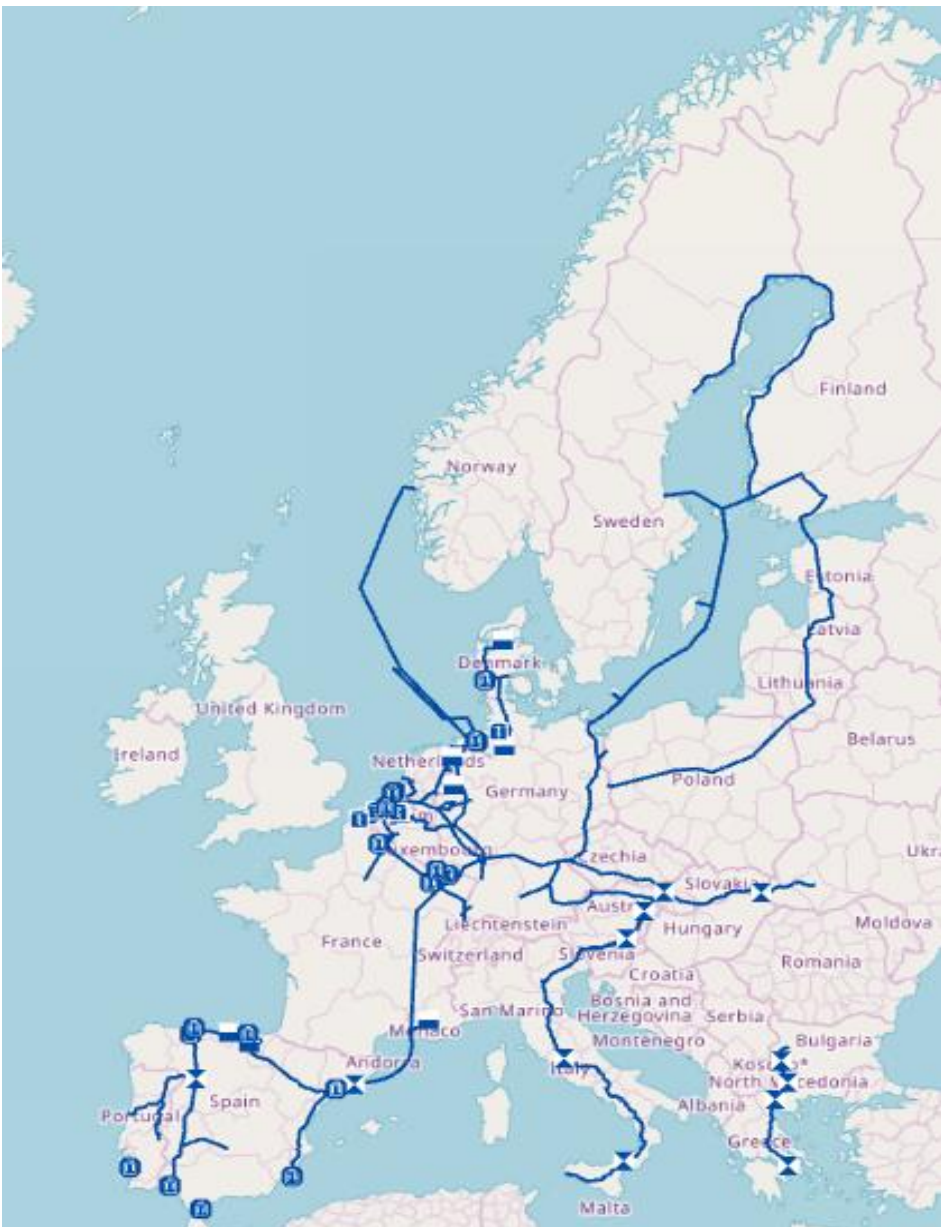 Finland
Norway
Sweden
Estonia
Latvia
Denmark
Lithuania
United Kingdom
Belarus
Ireland
Netherlands
Poland
Germany
Luxembourg
Czechia
Slovakia
Moldova
Liechtenstein
Hungary
France
Switzerland
Slovenia
Romania
Croatia
San Marino
Bosnia and
Herzegovina
Serbia
Monaco
Montenegro
Bulgaria
Andorra
Italy
North Macedonia
Spain
Albania
Portugal
Greece
Malta